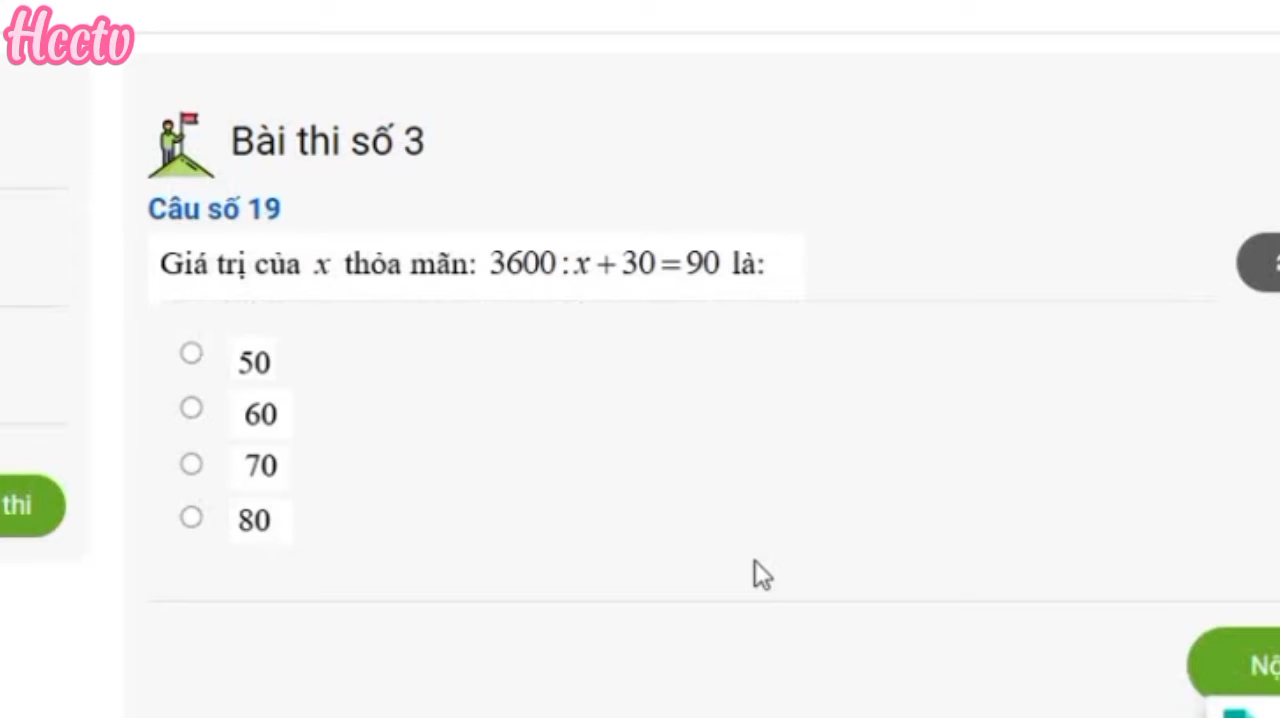 Hcctv
Bài thi số 3
Câu số 19
Giá trị của x thỏa mãn: 3600 : x + 30 = 90 là:
50
60
70
80
thi